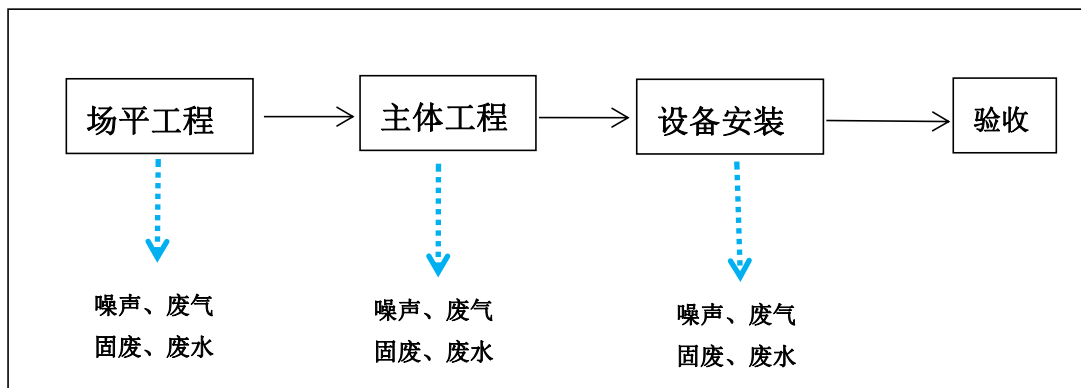 场平工程
主体工程
设备安装
验收
噪声、废气
固废、废水
噪声、废气
固废、废水
噪声、废气
固废、废水